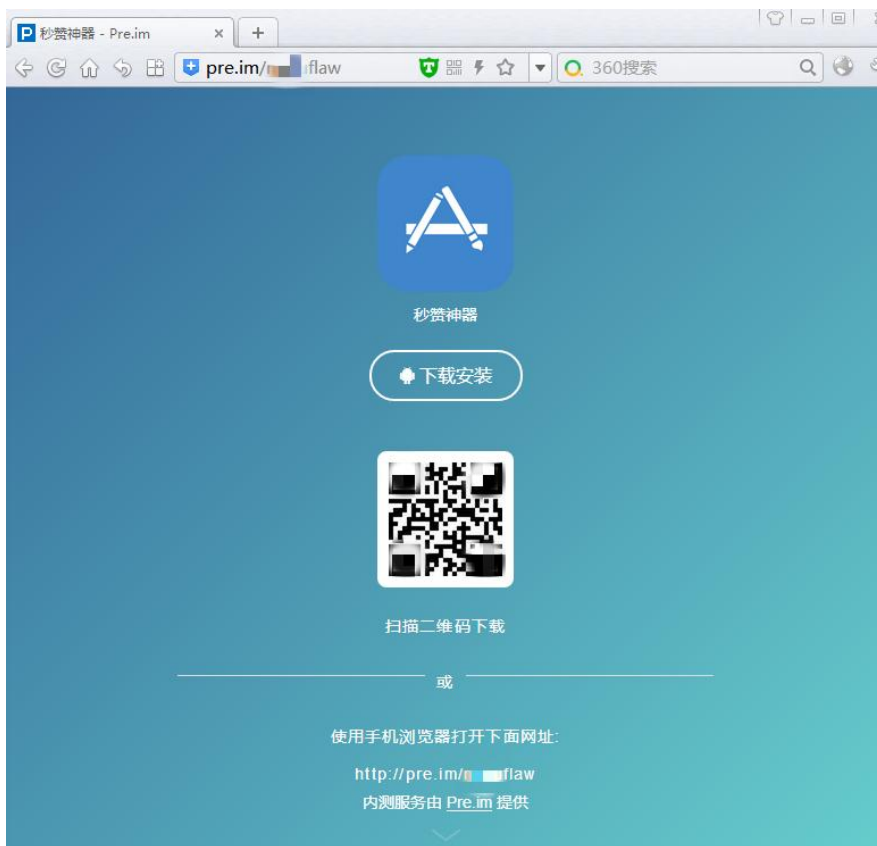 秒赞神器 - Pre.im
pre.im/ flaw
360搜索
秒赞神器
下载安装
扫描二维码下载
或
使用手机浏览器打开下面网址:
http://pre.im/ flaw
内测服务由 Pre.im 提供